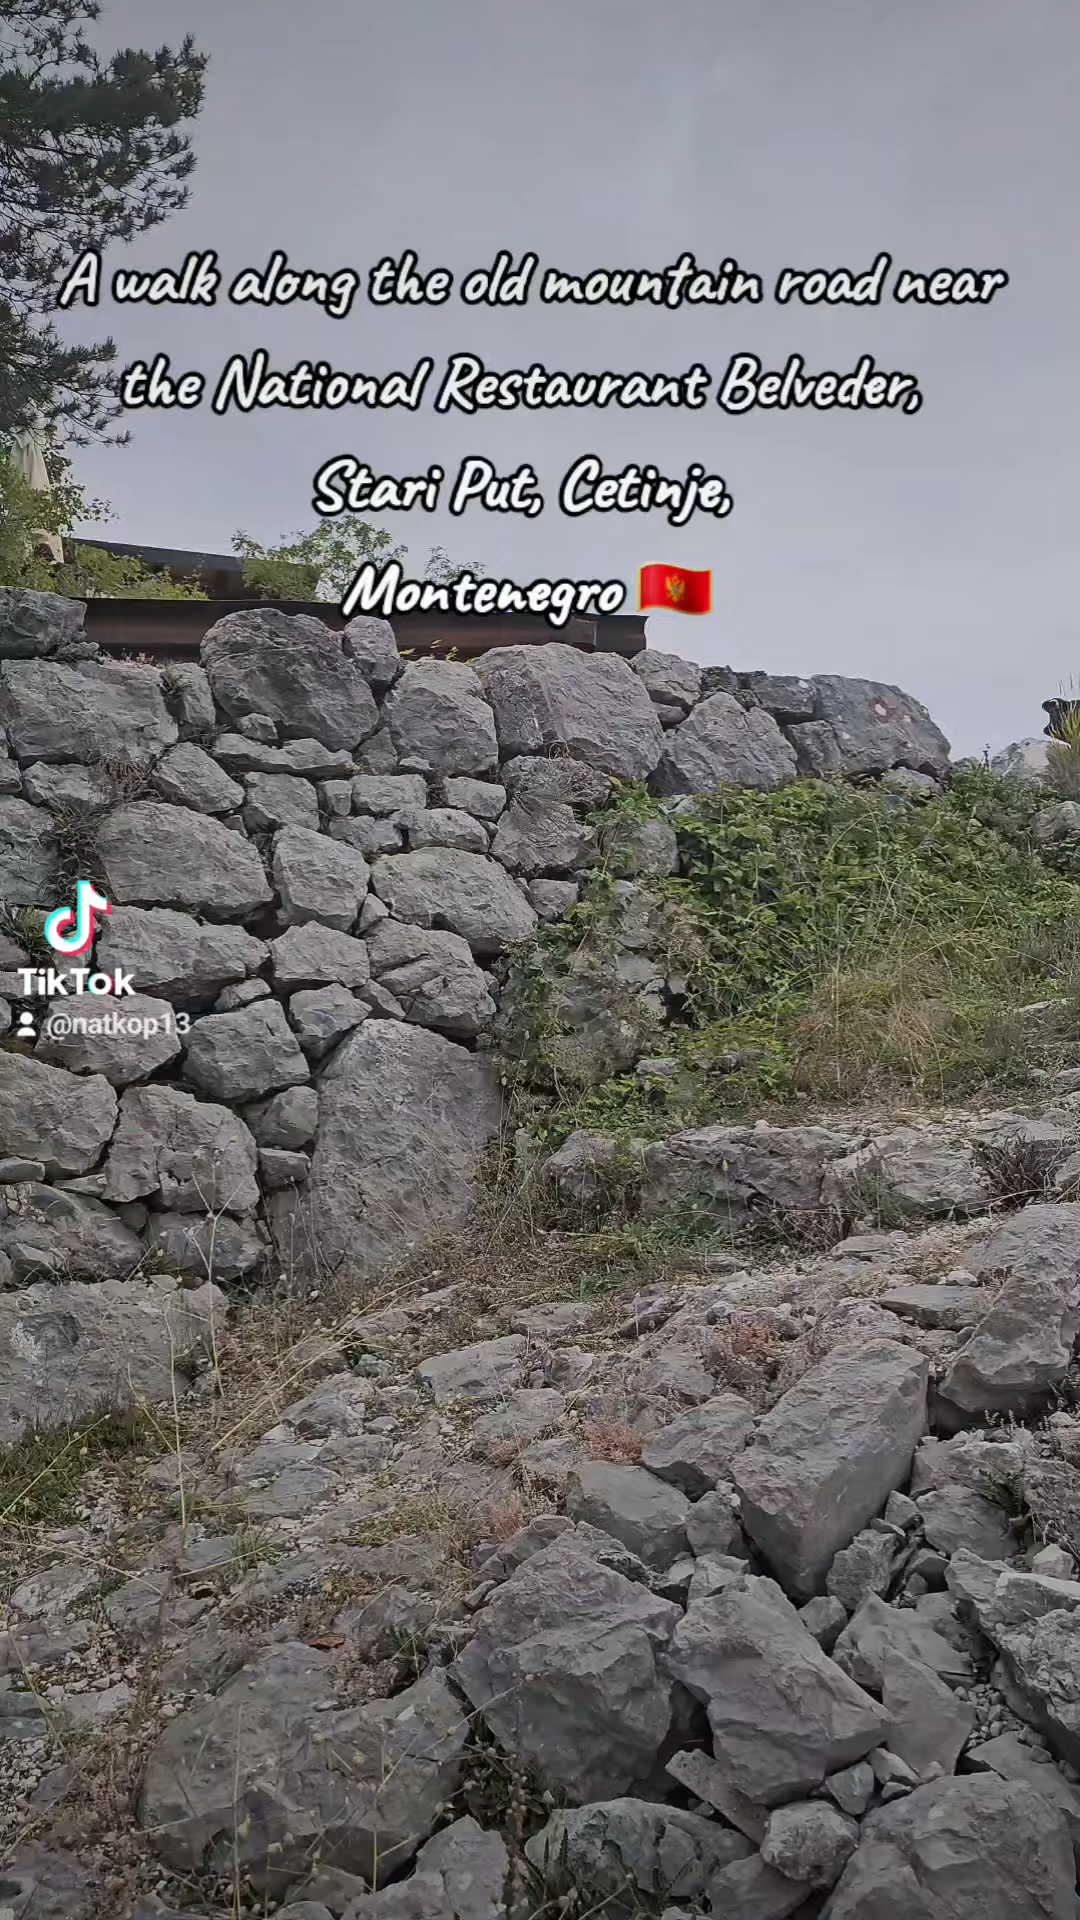 A walk along the old mountain road near
the National Restaurant Belveder,
Stari Put, Cetinje,
Montenegro 🇲🇪
TikTok
@natkop13